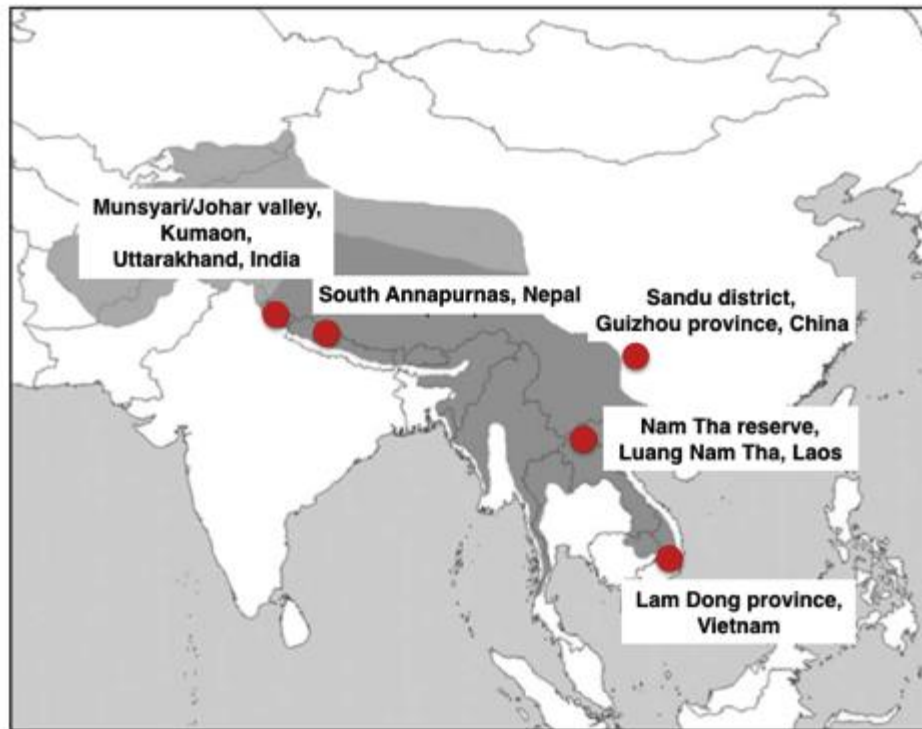 Munsyari/Johar valley,
Kumaon,
Uttarakhand, India
South Annapurnas, Nepal
Sandu district,
Guizhou province, China
Nam Tha reserve,
Luang Nam Tha, Laos
Lam Dong province,
Vietnam